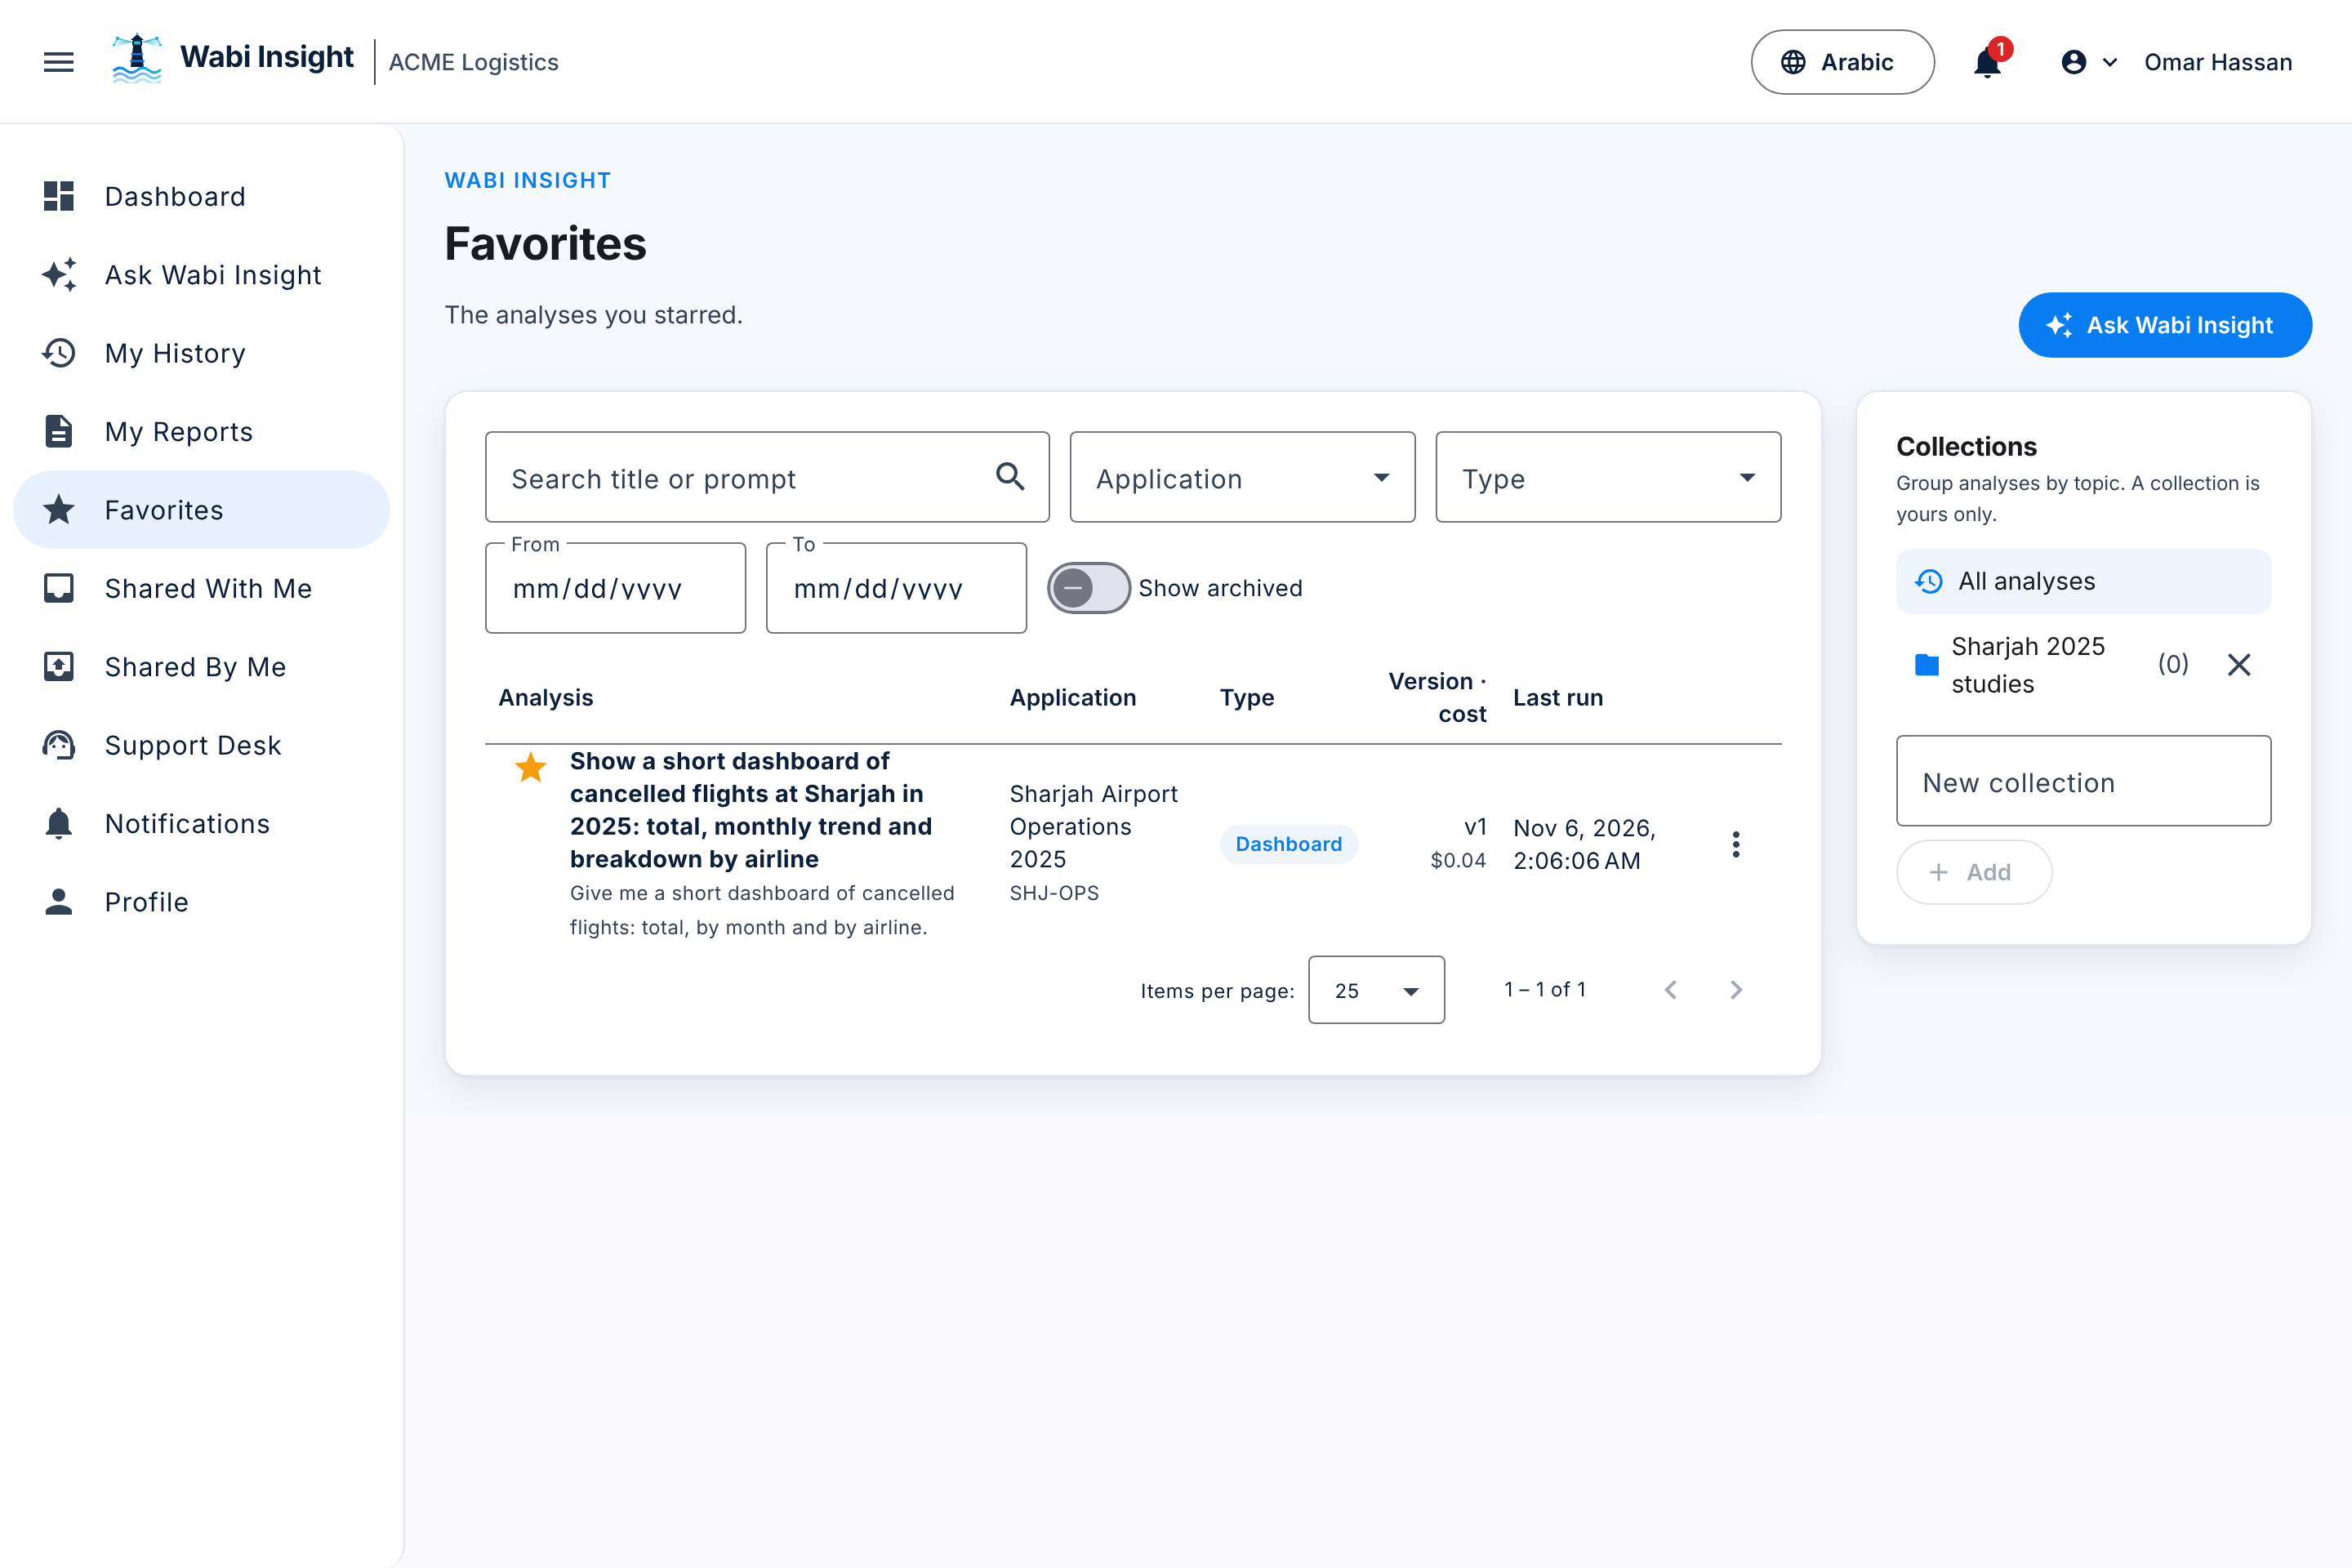 Wabi Insight
ACME Logistics
Arabic
1
Omar Hassan
Dashboard
Ask Wabi Insight
My History
My Reports
Favorites
Shared With Me
Shared By Me
Support Desk
Notifications
Profile
WABI INSIGHT
Favorites
The analyses you starred.
Ask Wabi Insight
Search title or prompt
Application
Type
From
mm/dd/yyyy
To
mm/dd/yyyy
Show archived
Analysis
Application
Type
Version ·
cost
Last run
Show a short dashboard of
cancelled flights at Sharjah in
2025: total, monthly trend and
breakdown by airline
Give me a short dashboard of cancelled
flights: total, by month and by airline.
Sharjah Airport
Operations
2025
SHJ-OPS
Dashboard
v1
$0.04
Nov 6, 2026,
2:06:06 AM
Items per page:
25
1 – 1 of 1
Collections
Group analyses by topic. A collection is
yours only.
All analyses
Sharjah 2025
studies
(0)
New collection
Add